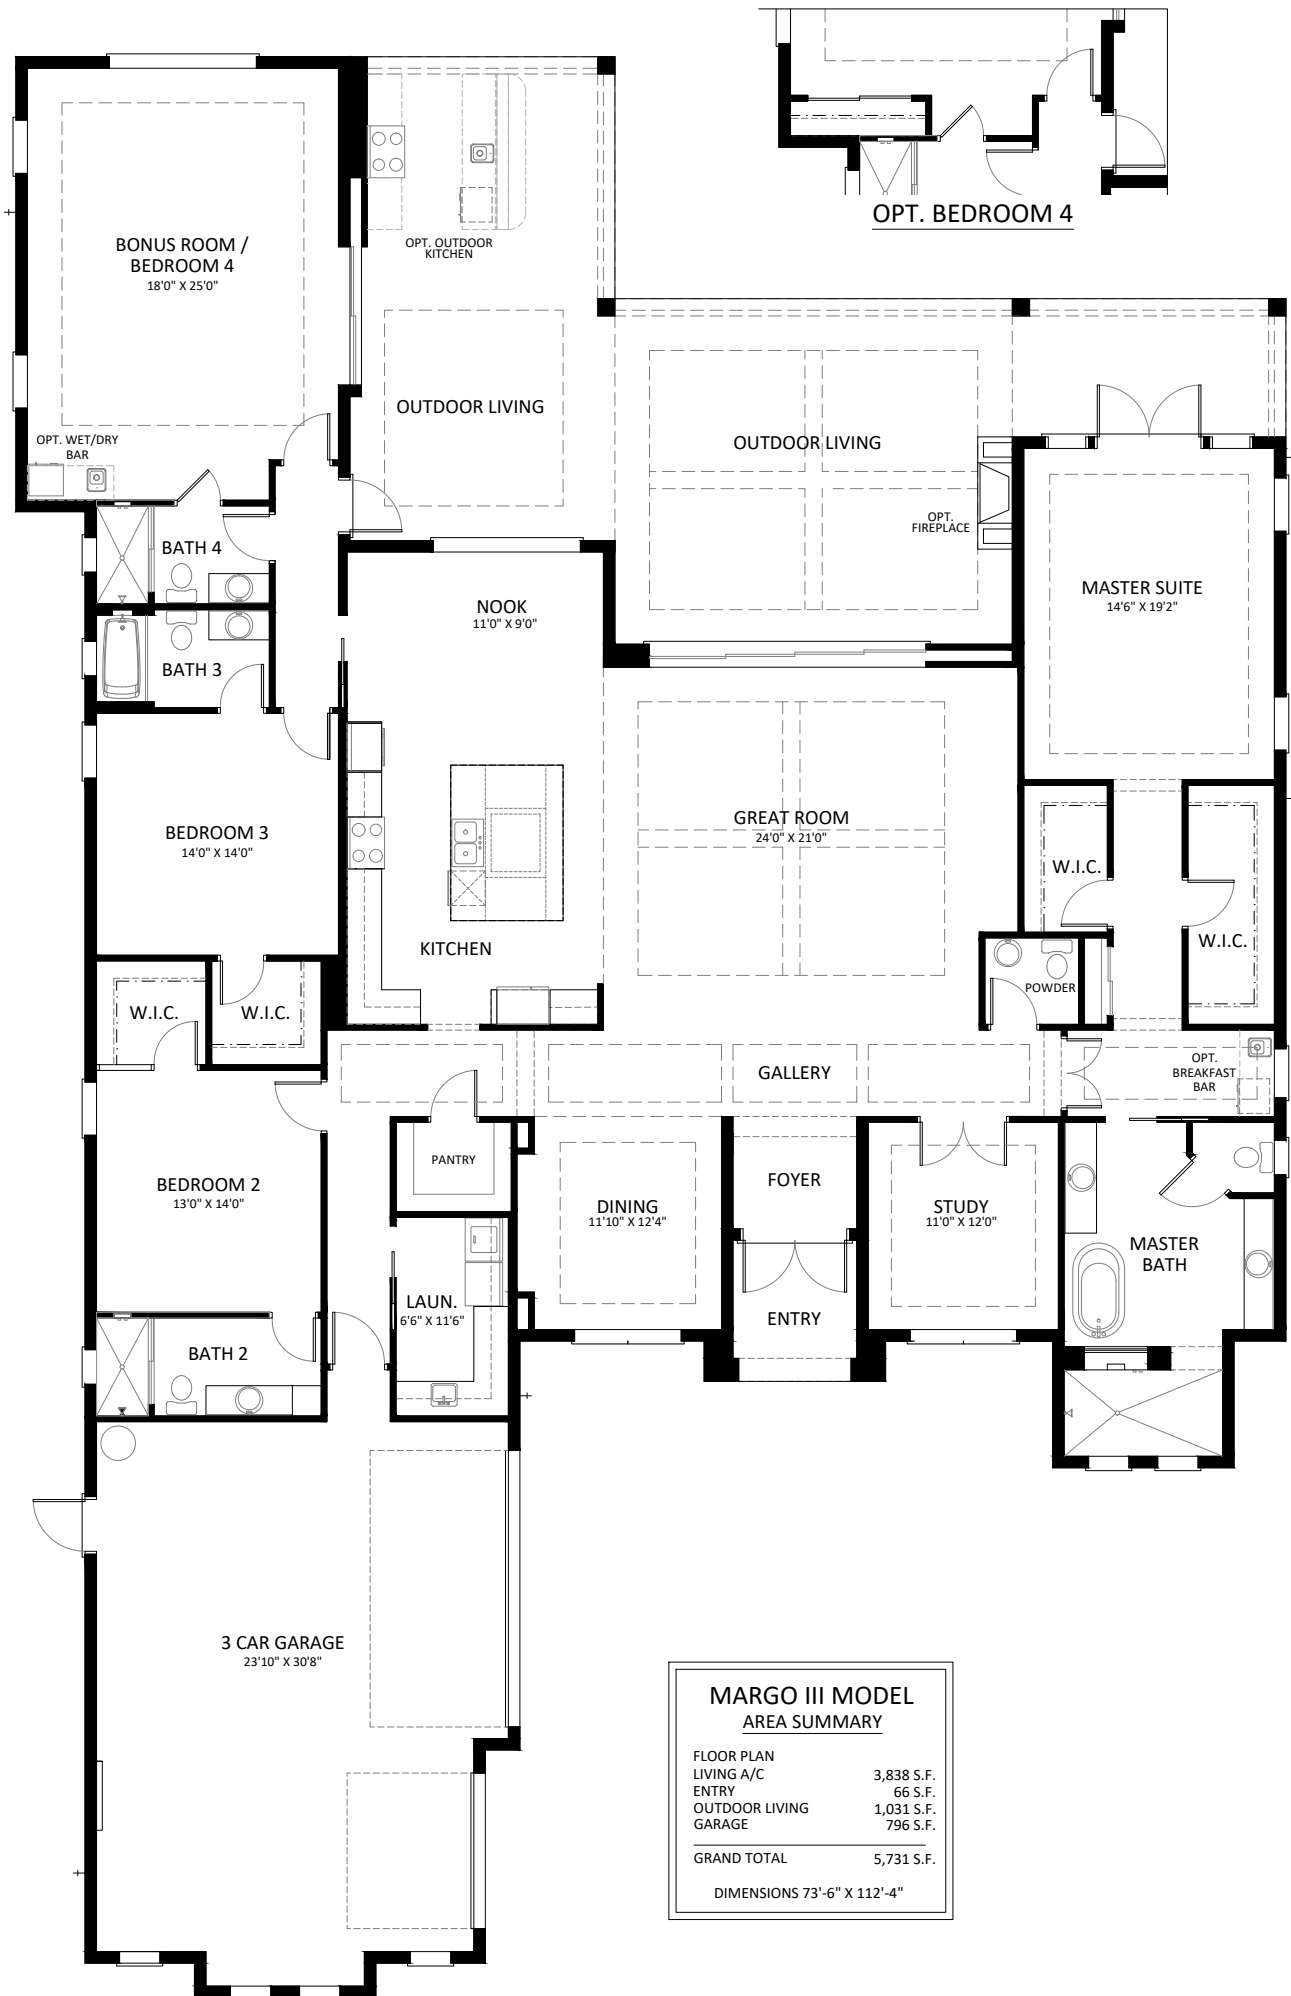 OPT. BEDROOM 4
BONUS ROOM /
BEDROOM 4
18'0" X 25'0"
OPT. OUTDOOR
KITCHEN
OUTDOOR LIVING
OUTDOOR LIVING
OPT. WET/DRY
BAR
OPT.
FIREPLACE
BATH 4
NOOK
11'0" X 9'0"
MASTER SUITE
14'6" X 19'2"
BATH 3
BEDROOM 3
14'0" X 14'0"
GREAT ROOM
24'0" X 21'0"
W.I.C.
W.I.C.
KITCHEN
POWDER
W.I.C.
W.I.C.
GALLERY
OPT.
BREAKFAST
BAR
PANTRY
BEDROOM 2
13'0" X 14'0"
DINING
11'10" X 12'4"
FOYER
STUDY
11'0" X 12'0"
MASTER
BATH
LAUN.
6'6" X 11'6"
ENTRY
BATH 2
3 CAR GARAGE
23'10" X 30'8"
MARGO III MODEL
AREA SUMMARY
FLOOR PLAN
LIVING A/C 3,838 S.F.
ENTRY 66 S.F.
OUTDOOR LIVING 1,031 S.F.
GARAGE 796 S.F.
GRAND TOTAL 5,731 S.F.
DIMENSIONS 73'-6" X 112'-4"